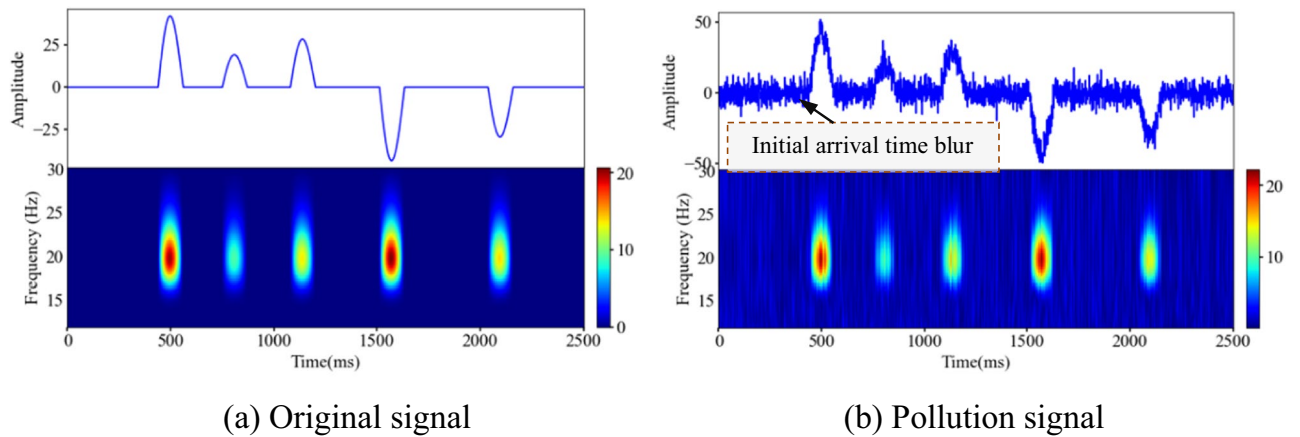 Amplitude
25
0
−25
30
Frequency (Hz)
25
20
15
20
10
0
0 500 1000 1500 2000 2500
Time(ms)
(a) Original signal
Amplitude
50
0
−50
Initial arrival time blur
30
Frequency (Hz)
25
20
15
20
10
0 500 1000 1500 2000 2500
Time(ms)
(b) Pollution signal